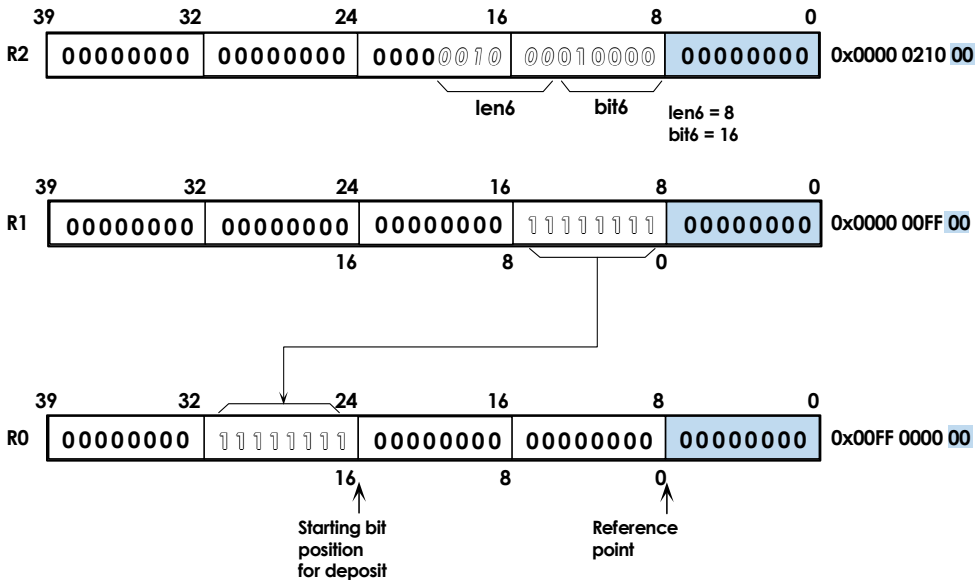 39 32 24 16 8 0
R2 00000000 00000000 00000010 00010000 00000000 0x0000 0210 00
len6 bit6
len6 = 8
bit6 = 16
39 32 24 16 8 0
R1 00000000 00000000 00000000 11111111 00000000 0x0000 00FF 00
16 8 0
39 32 24 16 8 0
R0 00000000 11111111 00000000 00000000 00000000 0x00FF 0000 00
16 8 0
Starting bit
position
for deposit
Reference
point